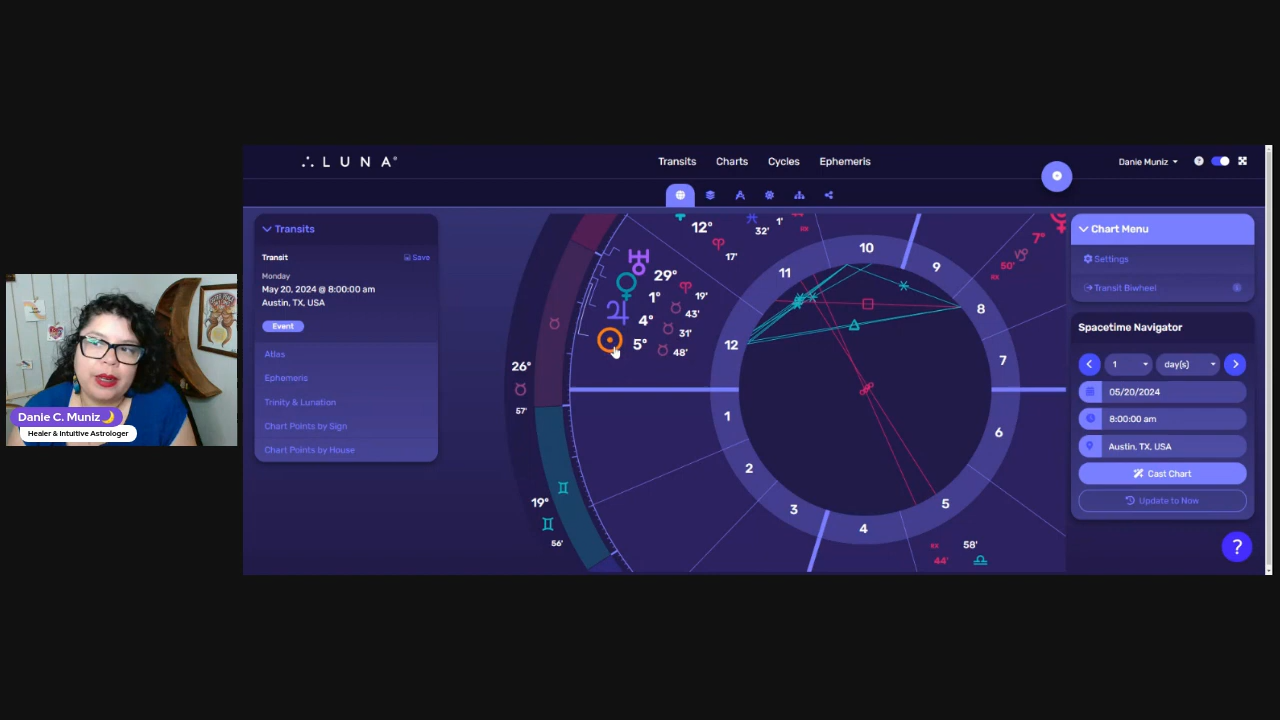 LUNA
Transits Charts Cycles Ephemeris
Danie Muniz
Transits
Transit
Save
Monday
May 20, 2024 @ 8:00:00 am
Austin, TX, USA
Event
Atlas
Ephemeris
Trinity & Lunation
Chart Points by Sign
Chart Points by House
Danie C. Muniz 🌙
Healer & Intuitive Astrologer
12°
17'
32'
1'
29°
19'
1°
43'
4°
31'
5°
48'
26°
57'
19°
56'
7°
50'
58'
44'
10
11
12
1
2
3
4
5
6
7
8
9
Chart Menu
Settings
Transit Biwheel
Spacetime Navigator
1 day(s)
05/20/2024
8:00:00 am
Austin, TX, USA
Cast Chart
Update to Now
?